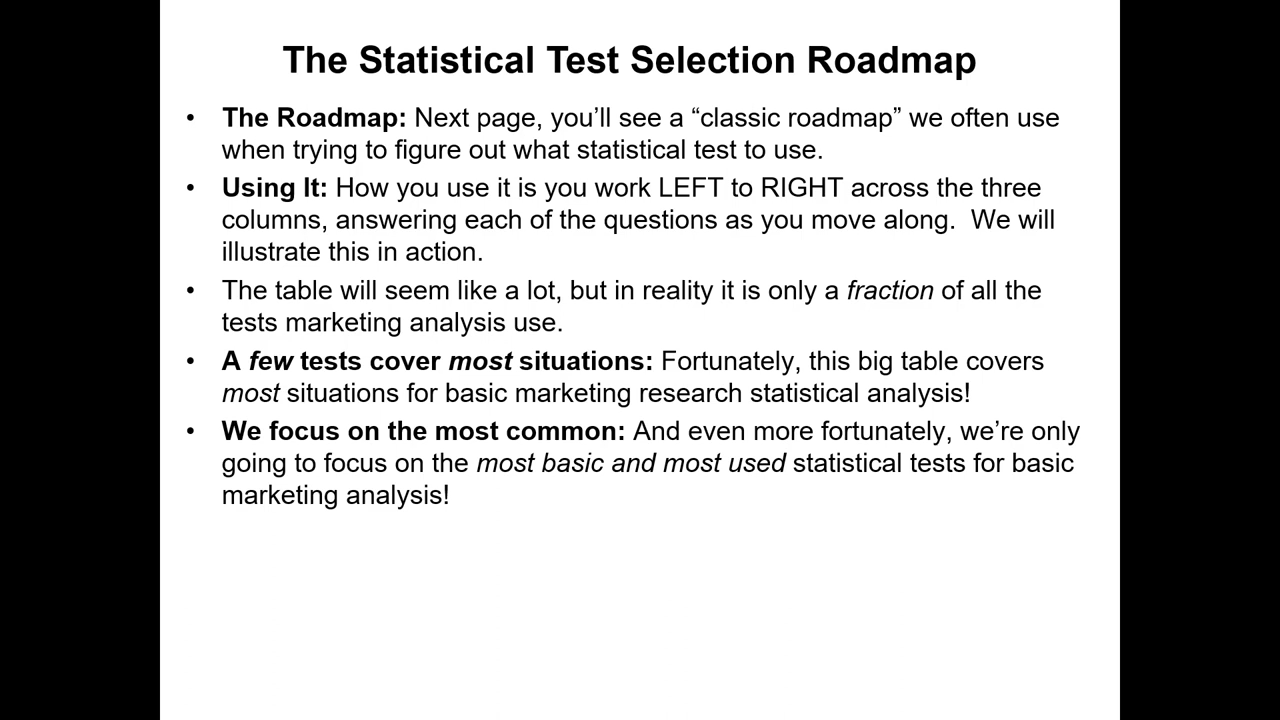 The Statistical Test Selection Roadmap
• The Roadmap: Next page, you’ll see a “classic roadmap” we often use
when trying to figure out what statistical test to use.
• Using It: How you use it is you work LEFT to RIGHT across the three
columns, answering each of the questions as you move along.  We will
illustrate this in action.
• The table will seem like a lot, but in reality it is only a fraction of all the
tests marketing analysis use.
• A few tests cover most situations: Fortunately, this big table covers
most situations for basic marketing research statistical analysis!
• We focus on the most common: And even more fortunately, we’re only
going to focus on the most basic and most used statistical tests for basic
marketing analysis!